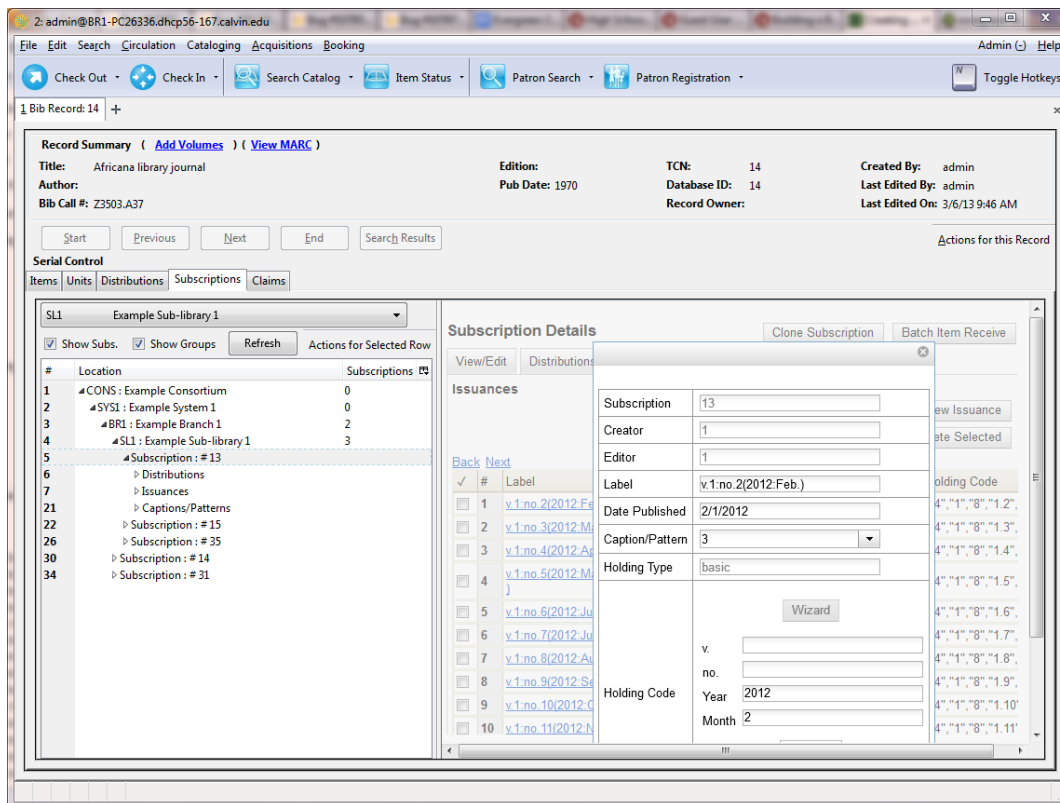 2: admin@BR1-PC26336.dhcp56-167.calvin.edu
File Edit Search Circulation Cataloging Acquisitions Booking Admin (-) Help
Check Out Check In Search Catalog Item Status Patron Search Patron Registration Toggle Hotkeys
1 Bib Record: 14
Record Summary ( Add Volumes ) ( View MARC )
Title: Africana library journal Edition: TCN: 14 Created By: admin
Author: Pub Date: 1970 Database ID: 14 Last Edited By: admin
Bib Call #: Z3503.A37 Record Owner: Last Edited On: 3/6/13 9:46 AM
Start Previous Next End Search Results Actions for this Record
Serial Control
Items Units Distributions Subscriptions Claims
SL1 Example Sub-library 1
Show Subs. Show Groups Refresh Actions for Selected Row
# Location Subscriptions
1 CONS : Example Consortium 0
2 SYS1 : Example System 1 0
3 BR1 : Example Branch 1 2
4 SL1 : Example Sub-library 1 3
5 Subscription : # 13
6 Distributions
7 Issuances
21 Captions/Patterns
22 Subscription : # 15
26 Subscription : # 35
30 Subscription : # 14
34 Subscription : # 31
Subscription Details Clone Subscription Batch Item Receive
View/Edit Distributions
Issuances
ew Issuance
ete Selected
Back Next
✓ # Label olding Code
1 v.1:no.2(2012:Fe 4","1","8","1.2",
2 v.1:no.3(2012:Ma 4","1","8","1.3",
3 v.1:no.4(2012:Ap 4","1","8","1.4",
4 v.1:no.5(2012:Ma 4","1","8","1.5",
)
5 v.1:no.6(2012:Ju 4","1","8","1.6",
6 v.1:no.7(2012:Ju 4","1","8","1.7",
7 v.1:no.8(2012:Au 4","1","8","1.8",
8 v.1:no.9(2012:Se 4","1","8","1.9",
9 v.1:no.10(2012:O 4","1","8","1.10"
10 v.1:no.11(2012:N 4","1","8","1.11"
Subscription 13
Creator 1
Editor 1
Label v.1:no.2(2012:Feb.)
Date Published 2/1/2012
Caption/Pattern 3
Holding Type basic
Holding Code
Wizard
v.
no.
Year 2012
Month 2